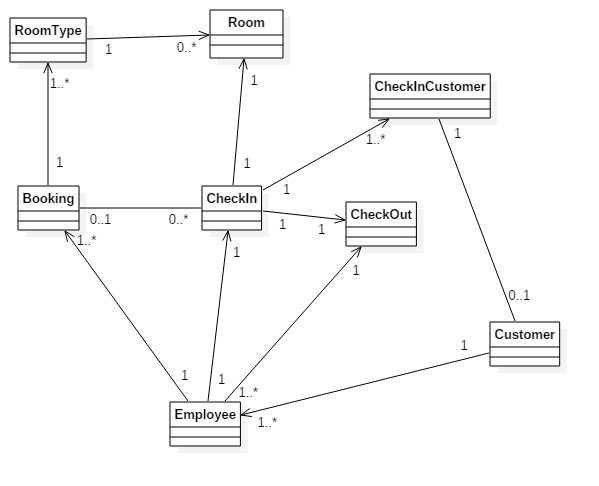 Room
RoomType
1
0..*
1..*
1
CheckInCustomer
1..*
1
1
1
1
Booking
CheckIn
CheckOut
0..1
0..*
1
1
1..*
1
1
0..1
Customer
1
1
1
1..*
Employee
1..*